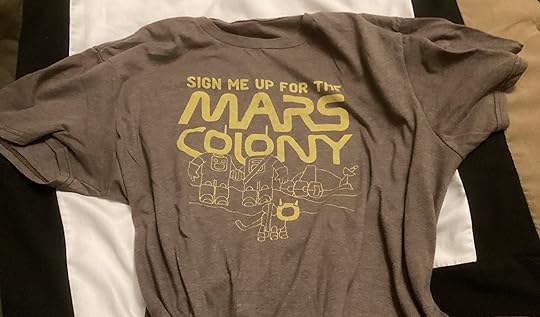 SIGN ME UP FOR THE
MARS
COLONY